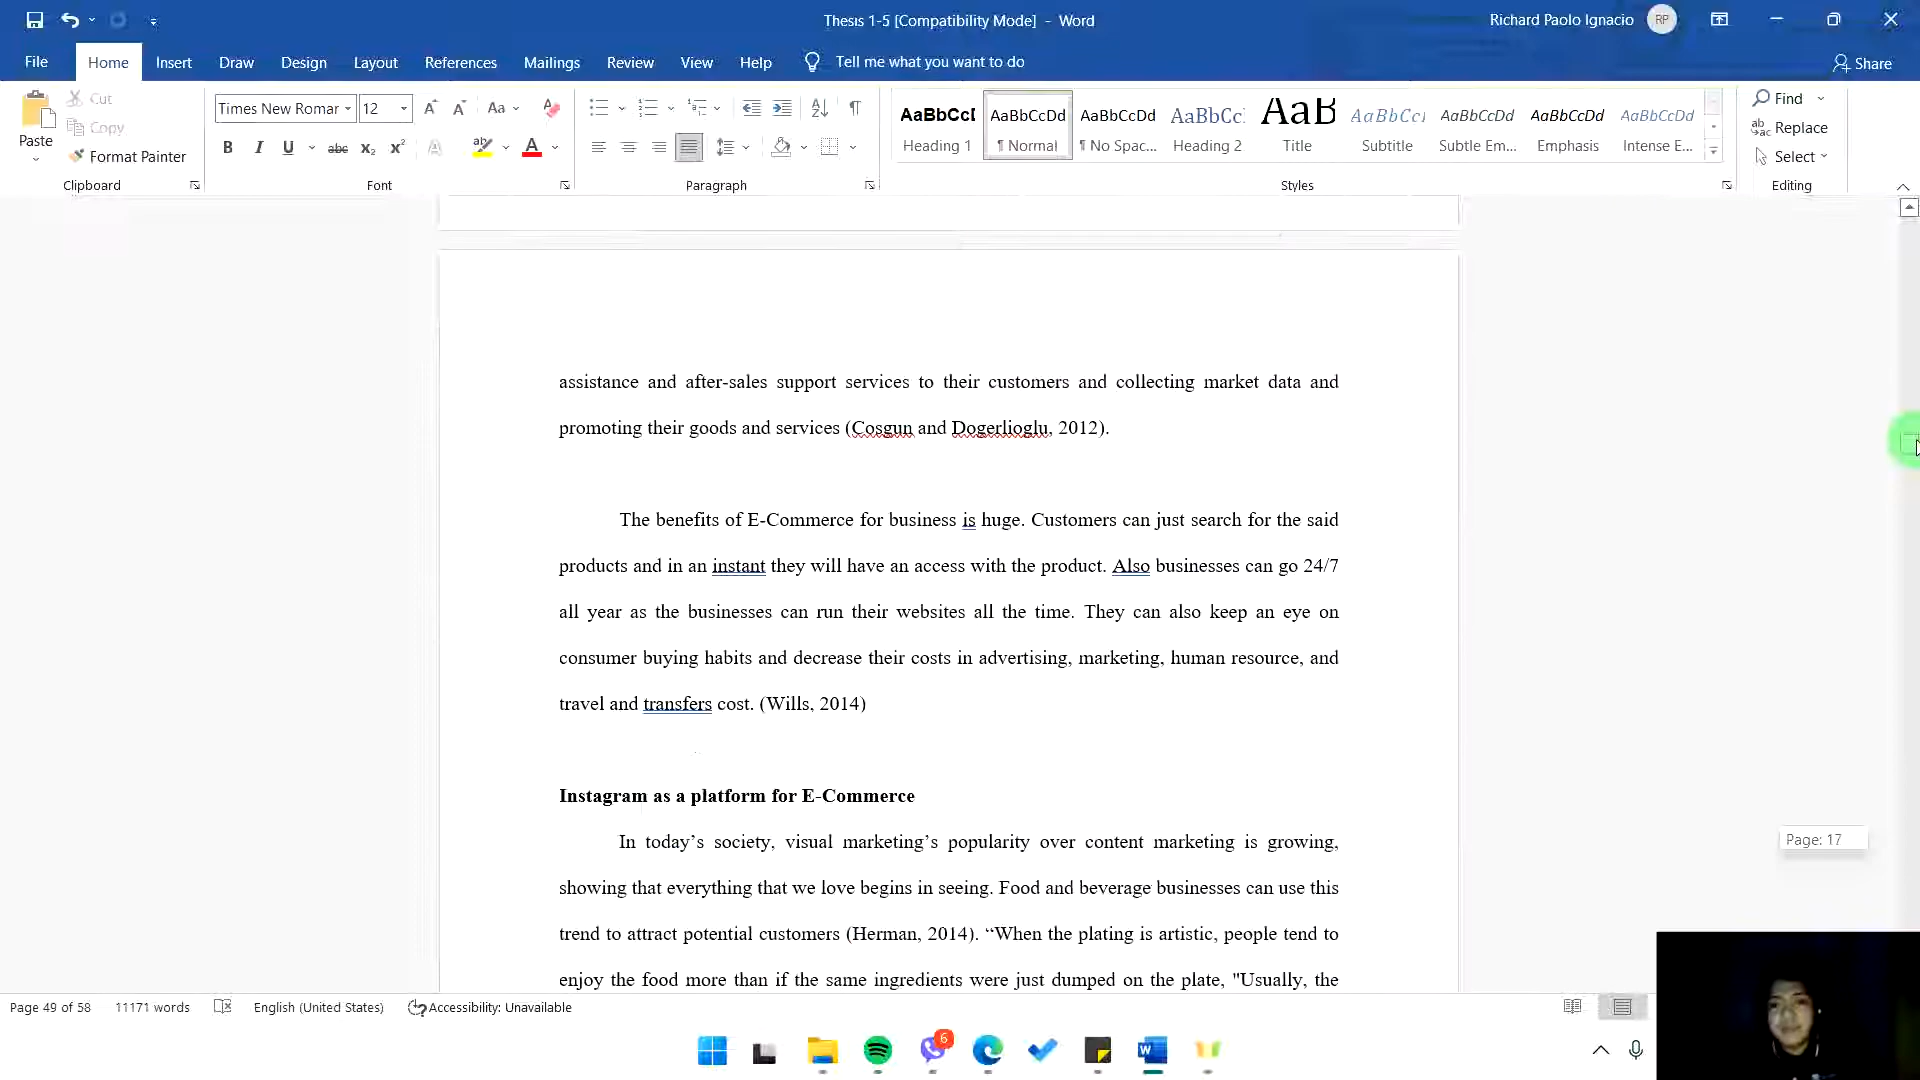 Thesis 1-5 [Compatibility Mode] - Word
Richard Paolo Ignacio RP
File Home Insert Draw Design Layout References Mailings Review View Help Tell me what you want to do Share
Paste
Cut
Copy
Format Painter
Clipboard
Times New Romar 12 Aa
B I U abc x₂ x² A ab A
Font
Paragraph
AaBbCcI AaBbCcDd AaBbCcDd AaBbCc AaB AaBbCcI AaBbCcDd AaBbCcDd AaBbCcDd
Heading 1 ¶ Normal ¶ No Spac... Heading 2 Title Subtitle Subtle Em... Emphasis Intense E...
Styles
Find
Replace
Select
Editing
assistance and after-sales support services to their customers and collecting market data and
promoting their goods and services (Cosgun and Dogerlioglu, 2012).
The benefits of E-Commerce for business is huge. Customers can just search for the said
products and in an instant they will have an access with the product. Also businesses can go 24/7
all year as the businesses can run their websites all the time. They can also keep an eye on
consumer buying habits and decrease their costs in advertising, marketing, human resource, and
travel and transfers cost. (Wills, 2014)
Instagram as a platform for E-Commerce
In today’s society, visual marketing’s popularity over content marketing is growing,
showing that everything that we love begins in seeing. Food and beverage businesses can use this
trend to attract potential customers (Herman, 2014). “When the plating is artistic, people tend to
enjoy the food more than if the same ingredients were just dumped on the plate, "Usually, the
Page: 17
Page 49 of 58 11171 words English (United States) Accessibility: Unavailable
6